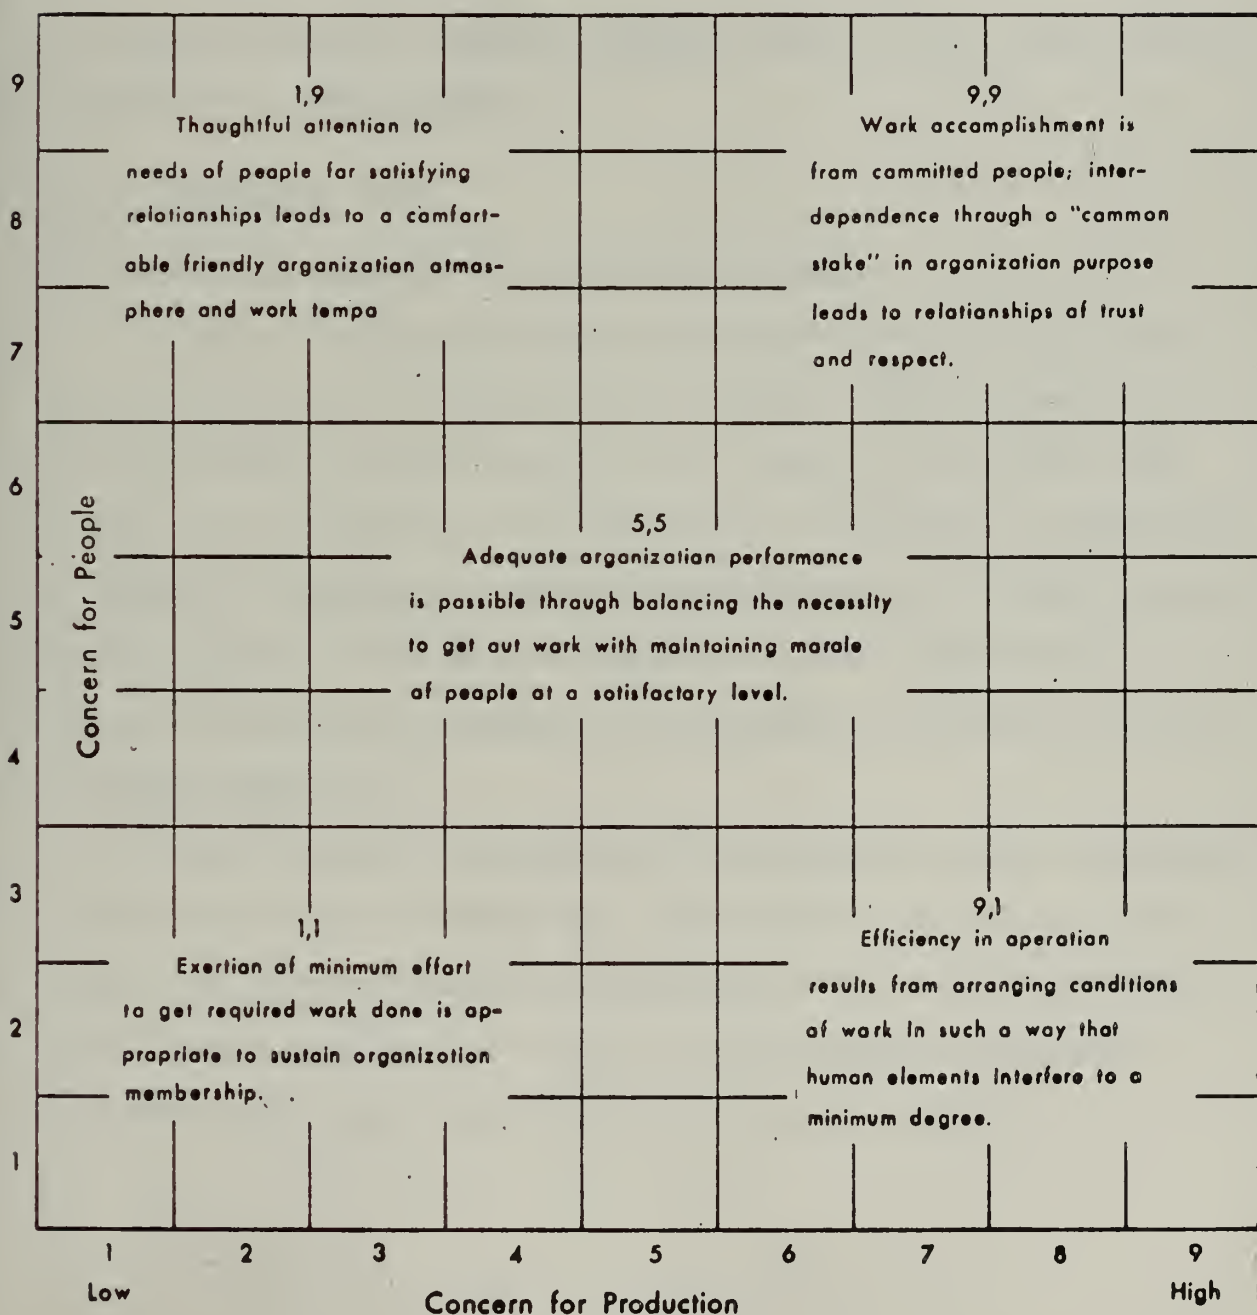 9
8
7
6
5
4
3
2
1
Concern for People
1,9
Thoughtful attention to
needs of people for satisfying
relationships leads to a comfort-
able friendly organization atmos-
phere and work tempo
9,9
Work accomplishment is
from committed people; inter-
dependence through a "common
stake" in organization purpose
leads to relationships of trust
and respect.
5,5
Adequate organization performance
is possible through balancing the necessity
to get out work with maintaining morale
of people at a satisfactory level.
1,1
Exertion of minimum effort
to get required work done is ap-
propriate to sustain organization
membership.
9,1
Efficiency in operation
results from arranging conditions
of work in such a way that
human elements interfere to a
minimum degree.
1 2 3 4 5 6 7 8 9
Low High
Concern for Production